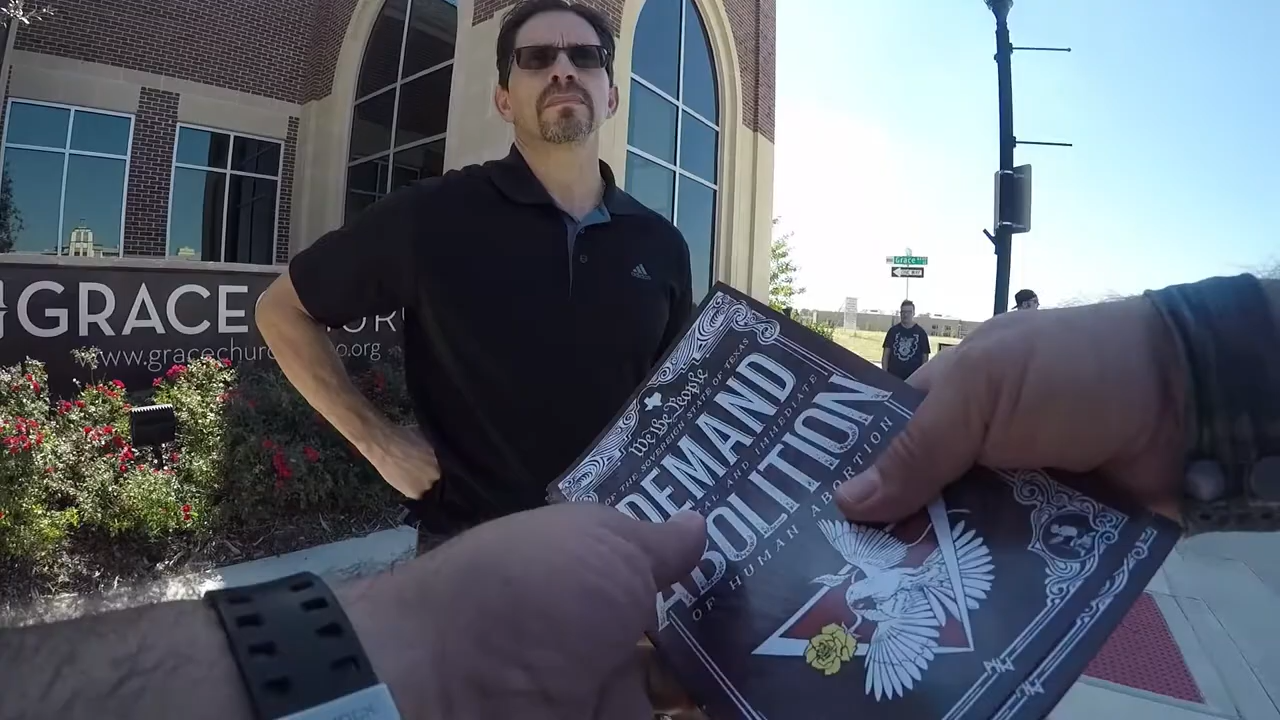 GRACE
www.gracechurch
.org
Grace
ONE WAY
We the People
OF THE SOVEREIGN STATE OF TEXAS
DEMAND
AND IMMEDIATE
ABOLITION
OF HUMAN ABORTION